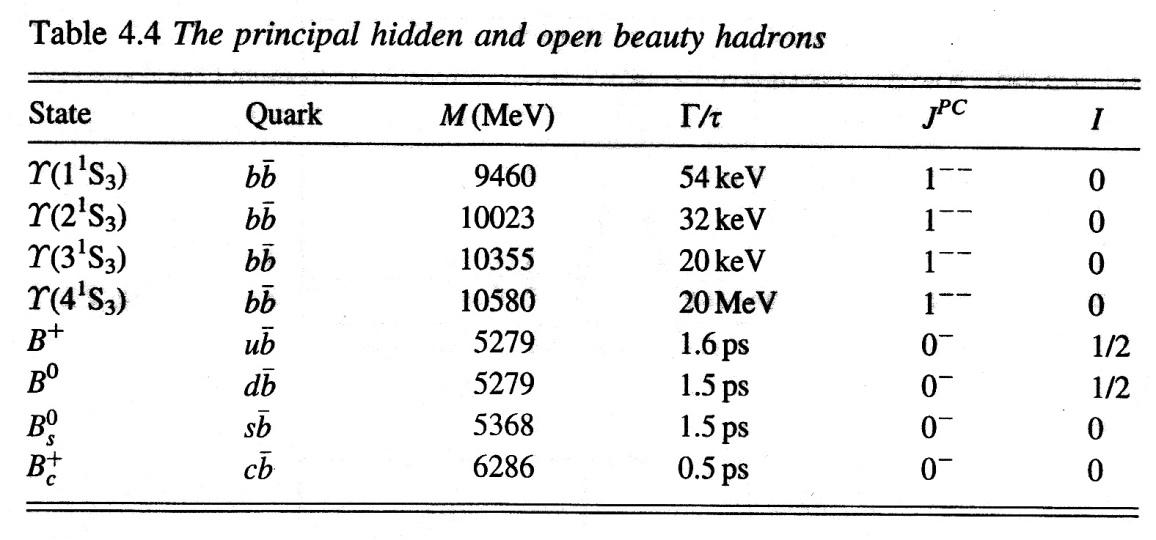 Table 4.4 The principal hidden and open beauty hadrons
State Quark M (MeV) Γ/τ J^PC I
ϒ(1¹S₃) bb̄ 9460 54 keV 1⁻⁻ 0
ϒ(2¹S₃) bb̄ 10023 32 keV 1⁻⁻ 0
ϒ(3¹S₃) bb̄ 10355 20 keV 1⁻⁻ 0
ϒ(4¹S₃) bb̄ 10580 20 MeV 1⁻⁻ 0
B⁺ ub̄ 5279 1.6 ps 0⁻ 1/2
B⁰ db̄ 5279 1.5 ps 0⁻ 1/2
B⁰ₛ sb̄ 5368 1.5 ps 0⁻ 0
B_c⁺ cb̄ 6286 0.5 ps 0⁻ 0